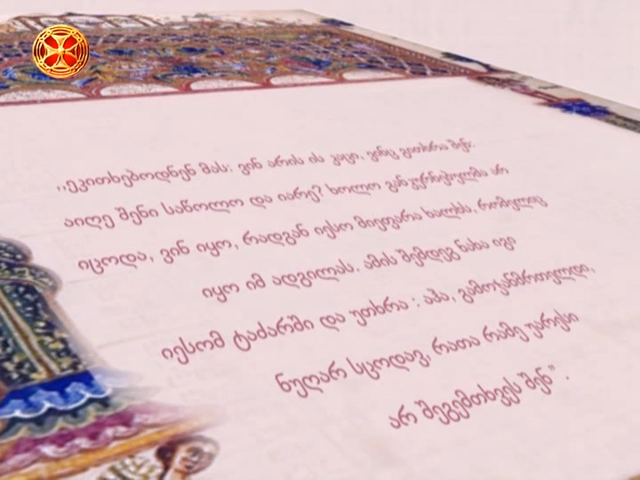 ,,ეკითხებოდნენ მას: ვინ არის ის კაცი, ვინც გითხრა შენ:
აიღე შენი საწოლი და იარე? ხოლო განკურნებულმა არ
იცოდა, ვინ იყო, რადგან იესო მიეფარა ხალხს, რომელიც
იყო იმ ადგილას. ამის შემდეგ ნახა იგი
იესომ ტაძარში და უთხრა : აჰა, გამოჯანმრთელდი,
ნუღარ სცოდავ, რათა რამე უარესი
არ შეგემთხვეს შენ” .